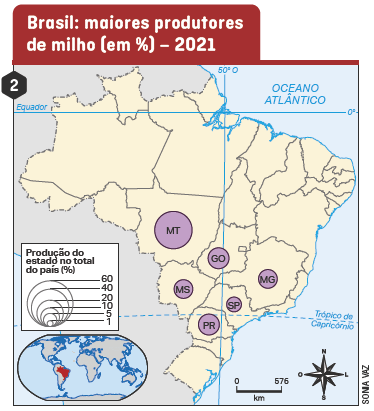 Brasil: maiores produtores
de milho (em %) – 2021
2
50° O
OCEANO
ATLÂNTICO
Equador
0°
MT
GO
MG
MS
SP
PR
Produção do
estado no total
do país (%)
60
40
20
10
5
1
Trópico de
Capricórnio
N
O
L
S
0 576
km
SONIA VAZ